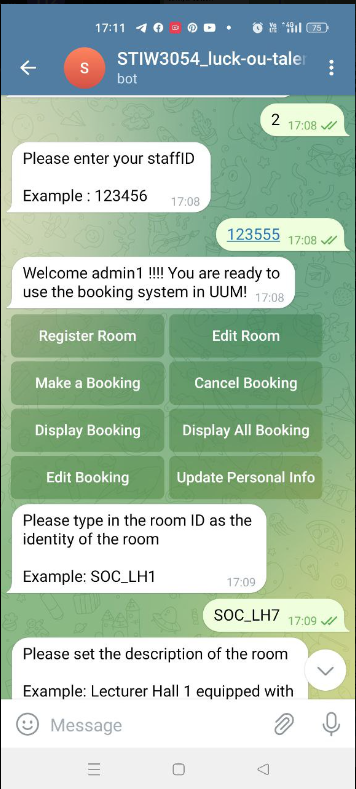 17:11
75
S
STIW3054_luck-ou-taler
bot
2 17:08
Please enter your staffID
Example : 123456 17:08
123555 17:08
Welcome admin1 !!!! You are ready to
use the booking system in UUM! 17:08
Register Room
Edit Room
Make a Booking
Cancel Booking
Display Booking
Display All Booking
Edit Booking
Update Personal Info
Please type in the room ID as the
identity of the room
Example: SOC_LH1 17:09
SOC_LH7 17:09
Please set the description of the room
Example: Lecturer Hall 1 equipped with
Message